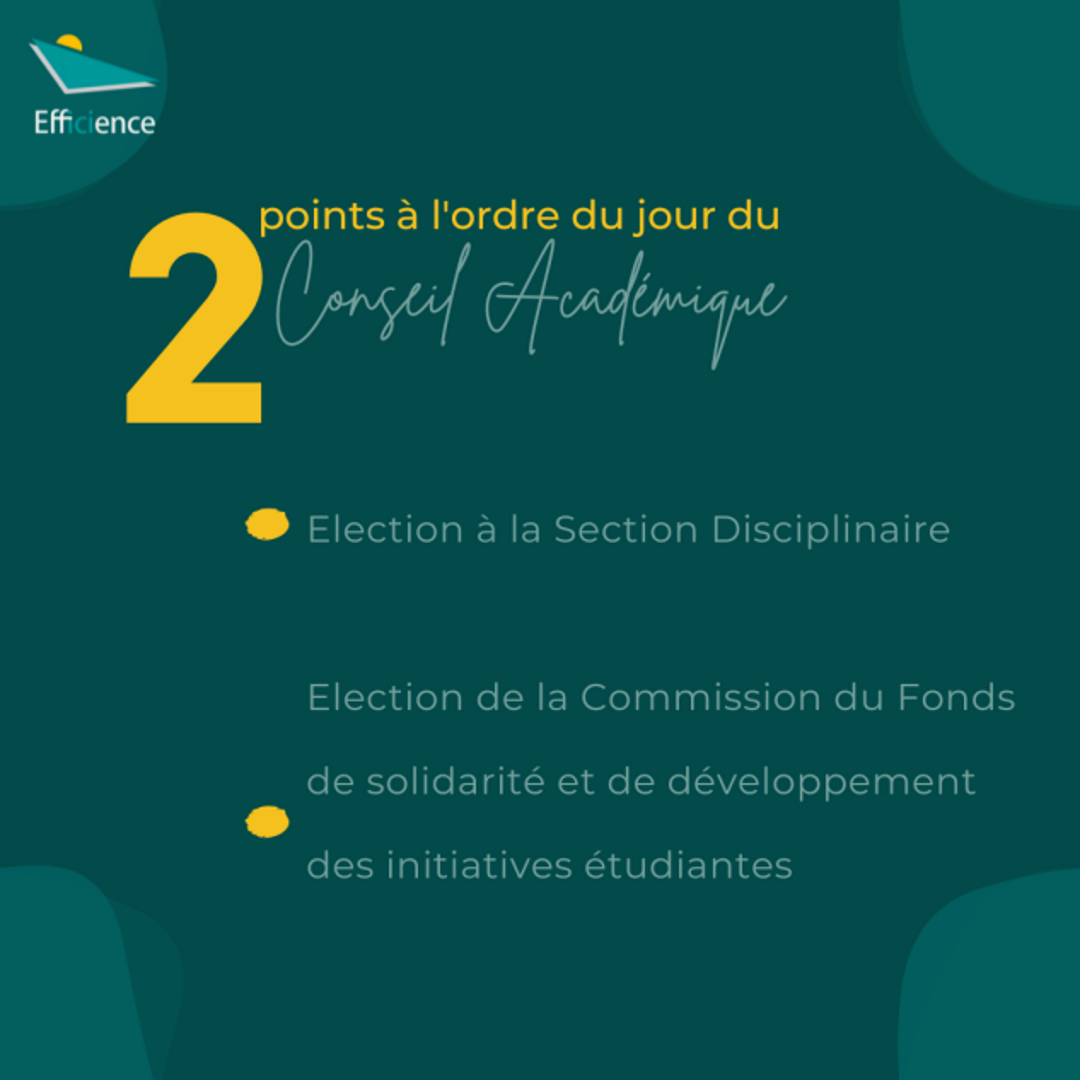 Efficience
2
points à l'ordre du jour du
Conseil Académique
Election à la Section Disciplinaire
Election de la Commission du Fonds
de solidarité et de développement
des initiatives étudiantes